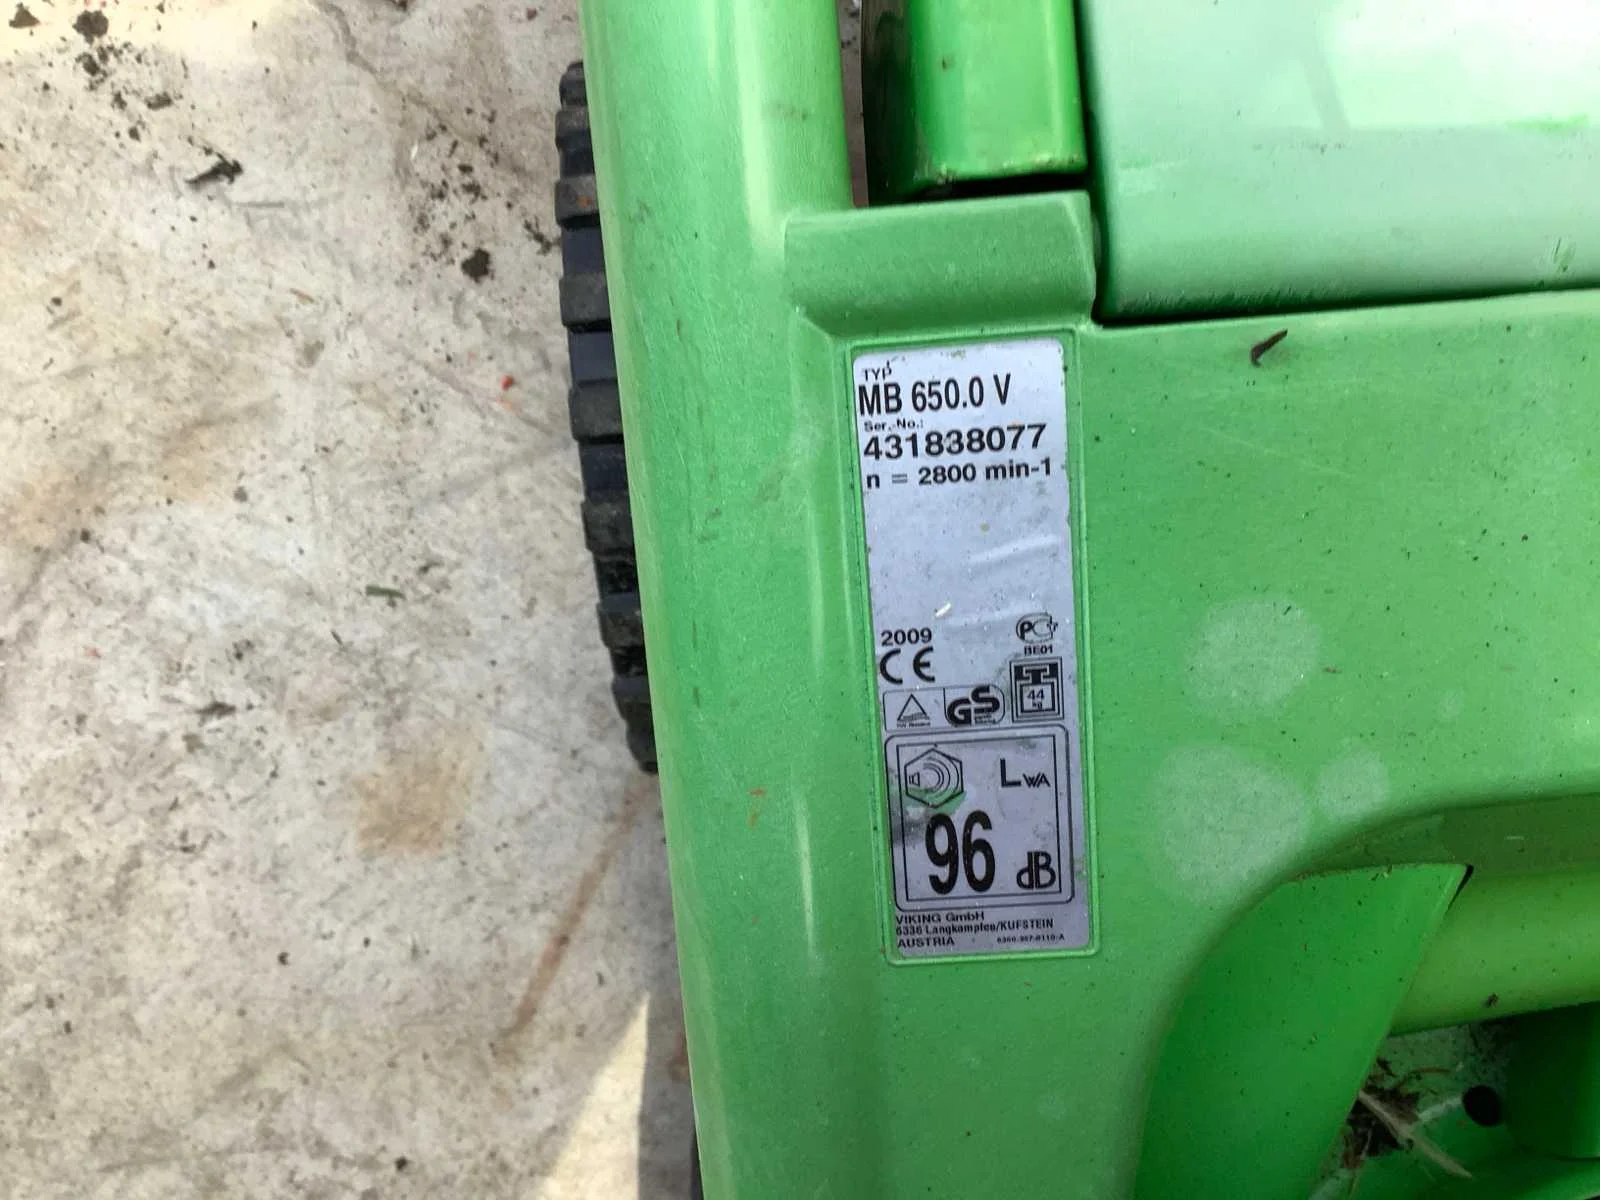 TYP
MB 650.0 V
Ser.-No.:
431838077
n = 2800 min-1
2009
CE
BE01
GS
44
kg
LWA
96 dB
VIKING GmbH
6336 Langkampfen/KUFSTEIN
AUSTRIA